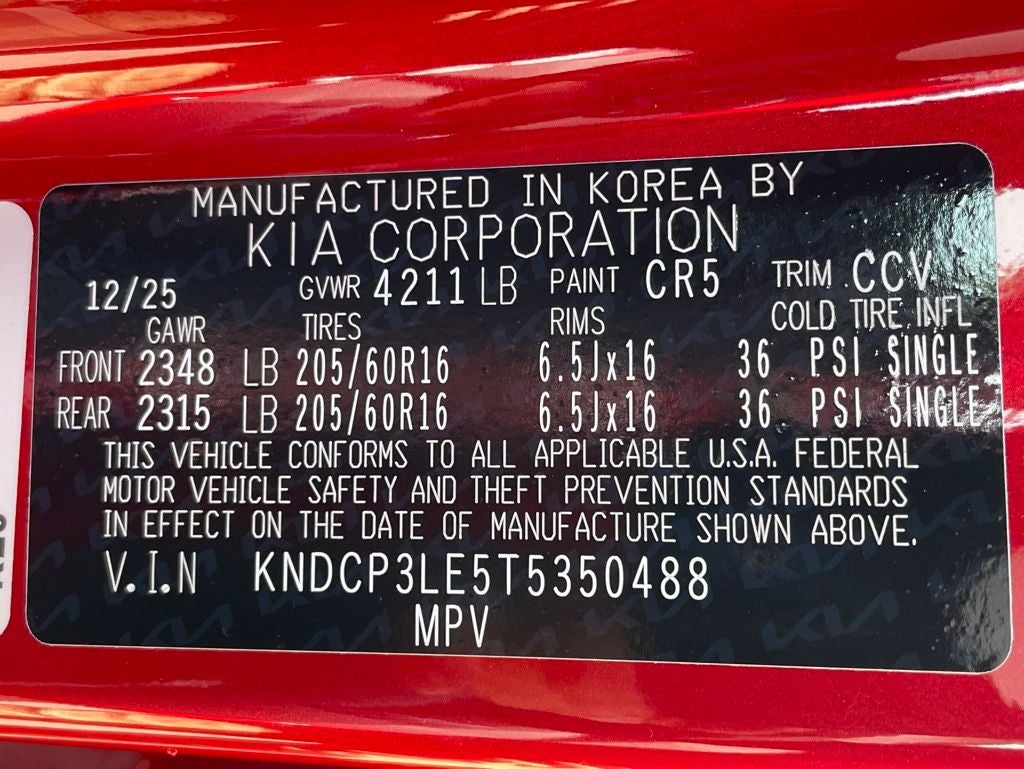 MANUFACTURED IN KOREA BY
KIA CORPORATION
12/25 GVWR 4211 LB PAINT CR5 TRIM CCV
GAWR TIRES RIMS COLD TIRE INFL
FRONT 2348 LB 205/60R16 6.5Jx16 36 PSI SINGLE
REAR 2315 LB 205/60R16 6.5Jx16 36 PSI SINGLE
THIS VEHICLE CONFORMS TO ALL APPLICABLE U.S.A. FEDERAL
MOTOR VEHICLE SAFETY AND THEFT PREVENTION STANDARDS
IN EFFECT ON THE DATE OF MANUFACTURE SHOWN ABOVE.
V.I.N KNDCP3LE5T5350488
MPV